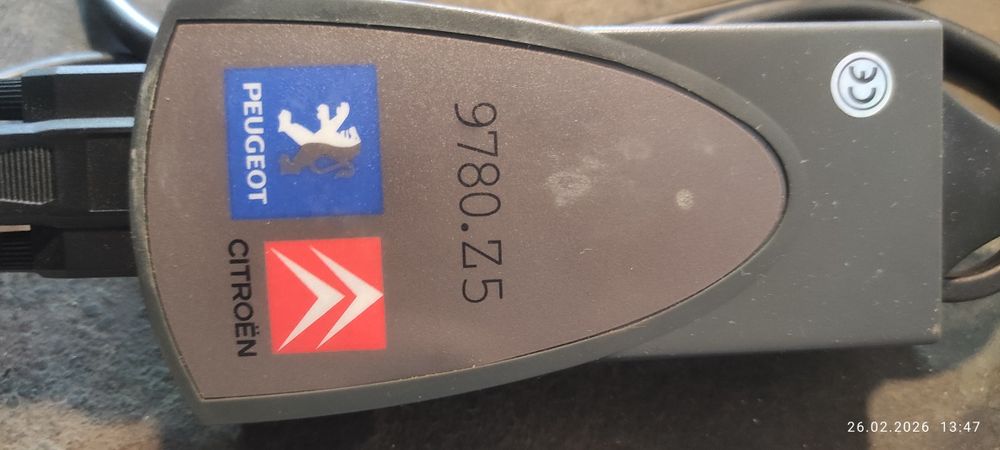 PEUGEOT
CITROËN
9780.Z5
CE
26.02.2026 13:47